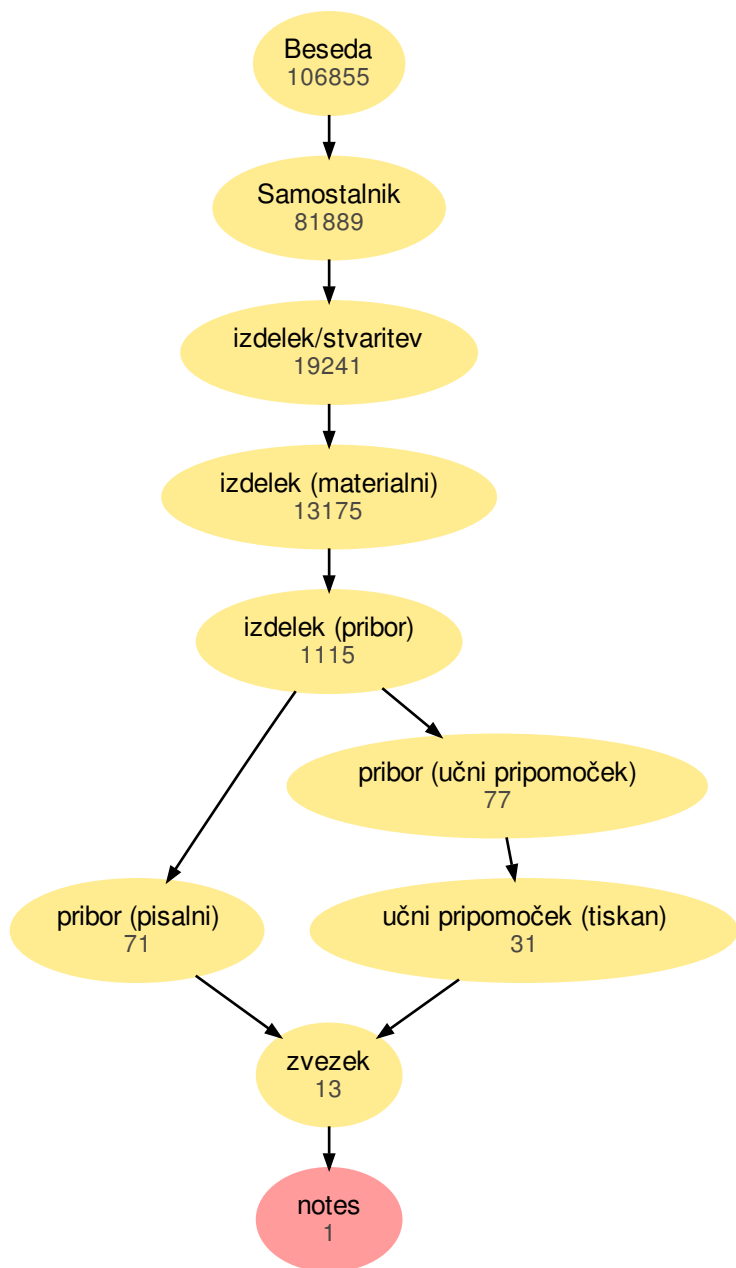 Beseda
106855
Samostalnik
81889
izdelek/stvaritev
19241
izdelek (materialni)
13175
izdelek (pribor)
1115
pribor (učni pripomoček)
77
pribor (pisalni)
71
učni pripomoček (tiskan)
31
zvezek
13
notes
1